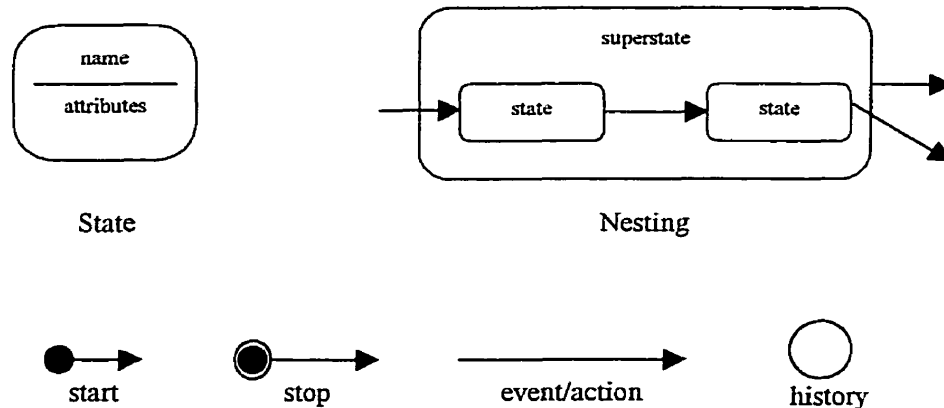 name
attributes
State
superstate
state
state
Nesting
start
stop
event/action
history